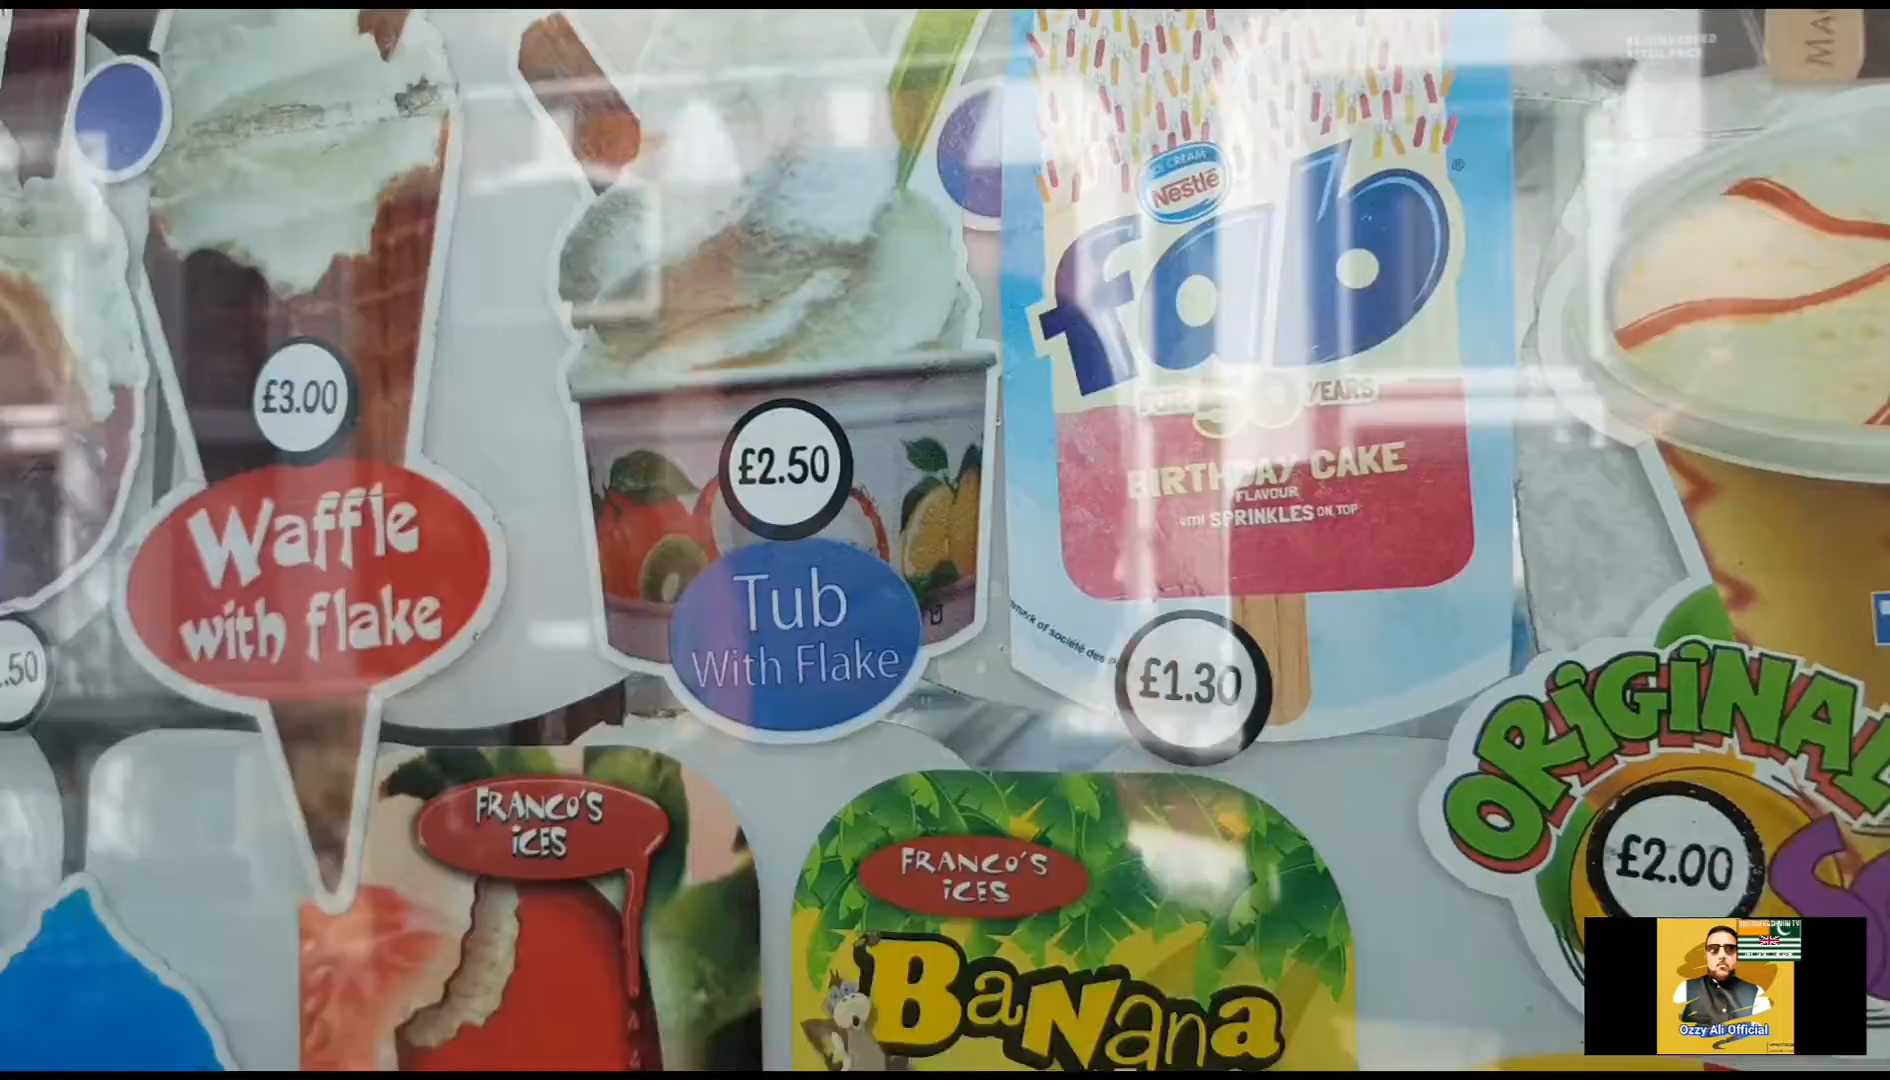 MA
ICE CREAM
Nestlé
fab
®
FOR 50 YEARS
BIRTHDAY CAKE
FLAVOUR
WITH SPRINKLES ON TOP
£3.00
£2.50
Waffle
with flake
Tub
With Flake
.50
£1.30
ORIGINAL
£2.00
FRANCO'S
iCES
FRANCO'S
iCES
BaNana
Ozzy Ali Official